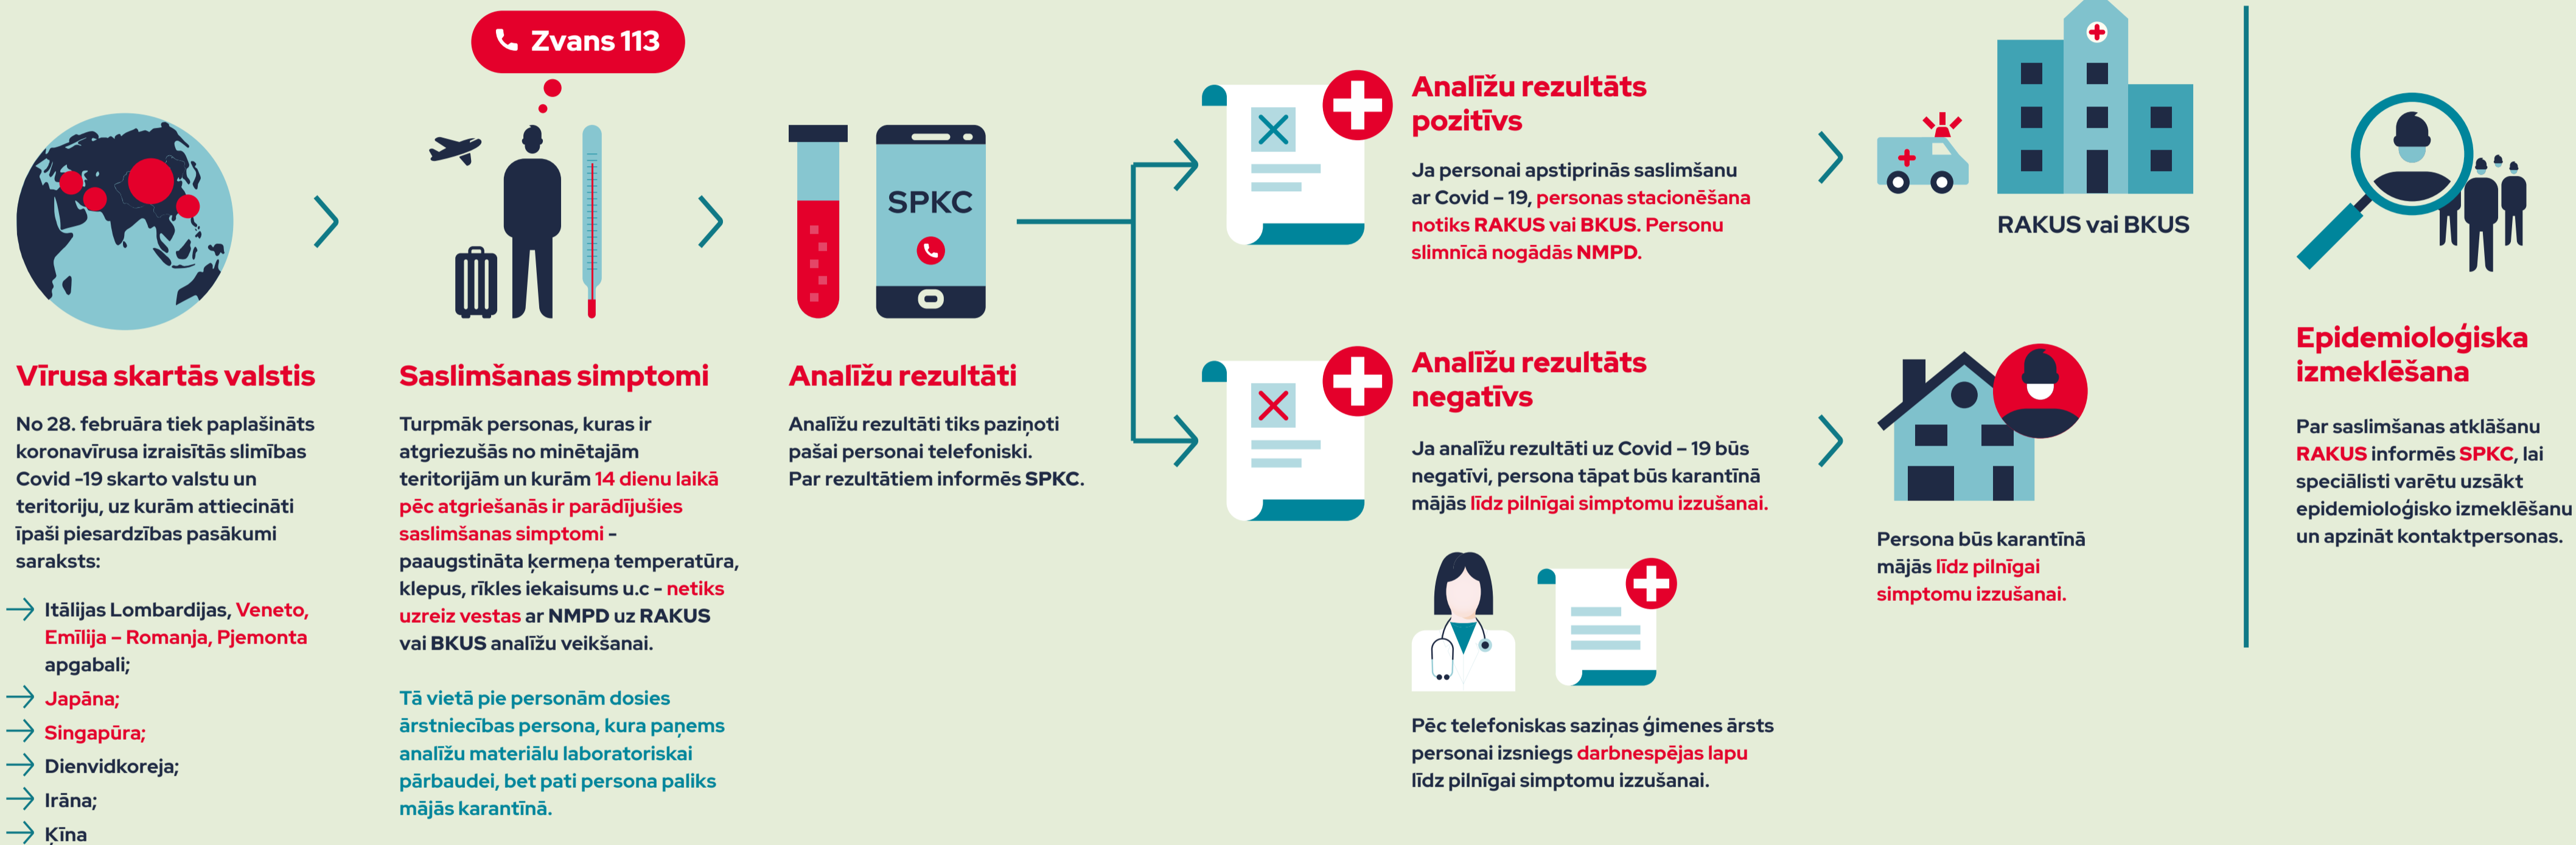 Zvans 113
Vīrusa skartās valstis
No 28. februāra tiek paplašināts
koronavīrusa izraisītās slimības
Covid -19 skarto valstu un
teritoriju, uz kurām attiecināti
īpaši piesardzības pasākumi
saraksts:
Itālijas Lombardijas, Veneto,
Emīlija – Romanja, Pjemonta
apgabali;
Japāna;
Singapūra;
Dienvidkoreja;
Irāna;
Ķīna
Saslimšanas simptomi
Turpmāk personas, kuras ir
atgriezušās no minētajām
teritorijām un kurām 14 dienu laikā
pēc atgriešanās ir parādījušies
saslimšanas simptomi -
paaugstināta ķermeņa temperatūra,
klepus, rīkles iekaisums u.c - netiks
uzreiz vestas ar NMPD uz RAKUS
vai BKUS analīžu veikšanai.
Tā vietā pie personām dosies
ārstniecības persona, kura paņems
analīžu materiālu laboratoriskai
pārbaudei, bet pati persona paliks
mājās karantīnā.
SPKC
Analīžu rezultāti
Analīžu rezultāti tiks paziņoti
pašai personai telefoniski.
Par rezultātiem informēs SPKC.
Analīžu rezultāts
pozitīvs
Ja personai apstiprinās saslimšanu
ar Covid – 19, personas stacionēšana
notiks RAKUS vai BKUS. Personu
slimnīcā nogādās NMPD.
RAKUS vai BKUS
Analīžu rezultāts
negatīvs
Ja analīžu rezultāti uz Covid – 19 būs
negatīvi, persona tāpat būs karantīnā
mājās līdz pilnīgai simptomu izzušanai.
Pēc telefoniskas saziņas ģimenes ārsts
personai izsniegs darbnespējas lapu
līdz pilnīgai simptomu izzušanai.
Persona būs karantīnā
mājās līdz pilnīgai
simptomu izzušanai.
Epidemioloģiska
izmeklēšana
Par saslimšanas atklāšanu
RAKUS informēs SPKC, lai
speciālisti varētu uzsākt
epidemioloģisko izmeklēšanu
un apzināt kontaktpersonas.